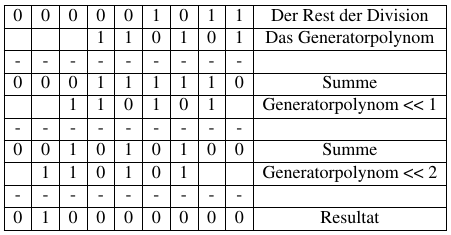 0 0 0 0 0 1 0 1 1 Der Rest der Division
1 1 0 1 0 1 Das Generatorpolynom
- - - - - - - - -
0 0 0 1 1 1 1 1 0 Summe
1 1 0 1 0 1 Generatorpolynom << 1
- - - - - - - - -
0 0 1 0 1 0 1 0 0 Summe
1 1 0 1 0 1 Generatorpolynom << 2
- - - - - - - - -
0 1 0 0 0 0 0 0 0 Resultat